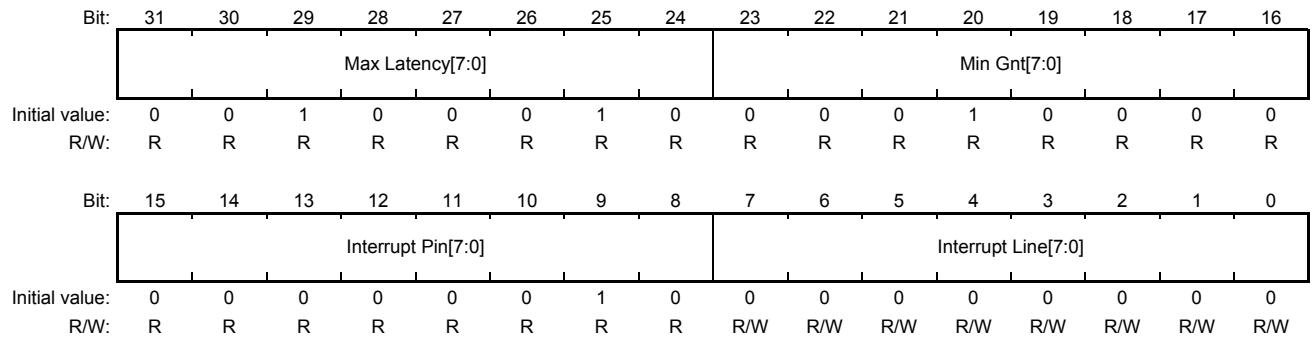 Bit: 31 30 29 28 27 26 25 24 23 22 21 20 19 18 17 16
Max Latency[7:0] Min Gnt[7:0]
Initial value: 0 0 1 0 0 0 1 0 0 0 0 1 0 0 0 0
R/W: R R R R R R R R R R R R R R R R
Bit: 15 14 13 12 11 10 9 8 7 6 5 4 3 2 1 0
Interrupt Pin[7:0] Interrupt Line[7:0]
Initial value: 0 0 0 0 0 0 1 0 0 0 0 0 0 0 0 0
R/W: R R R R R R R R R/W R/W R/W R/W R/W R/W R/W R/W